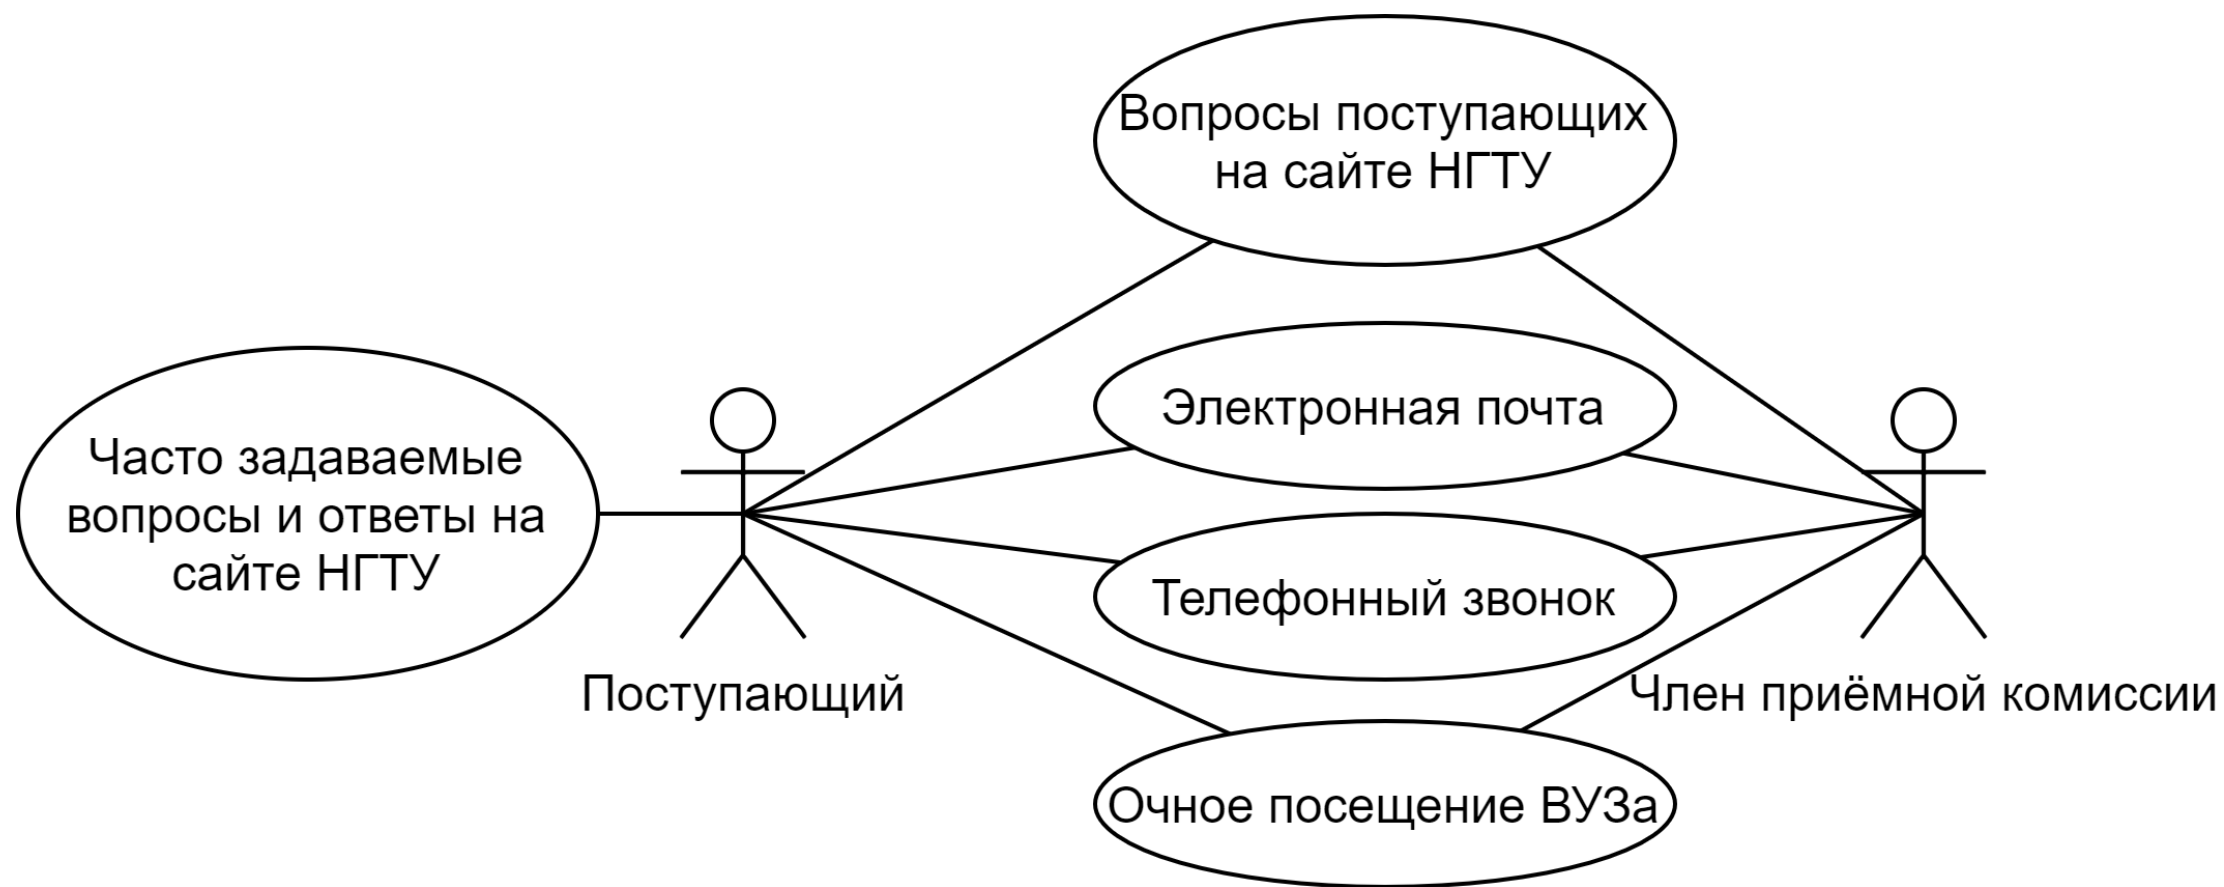 Вопросы поступающих
на сайте НГТУ
Электронная почта
Часто задаваемые
вопросы и ответы на
сайте НГТУ
Телефонный звонок
Поступающий
Член приёмной комиссии
Очное посещение ВУЗа